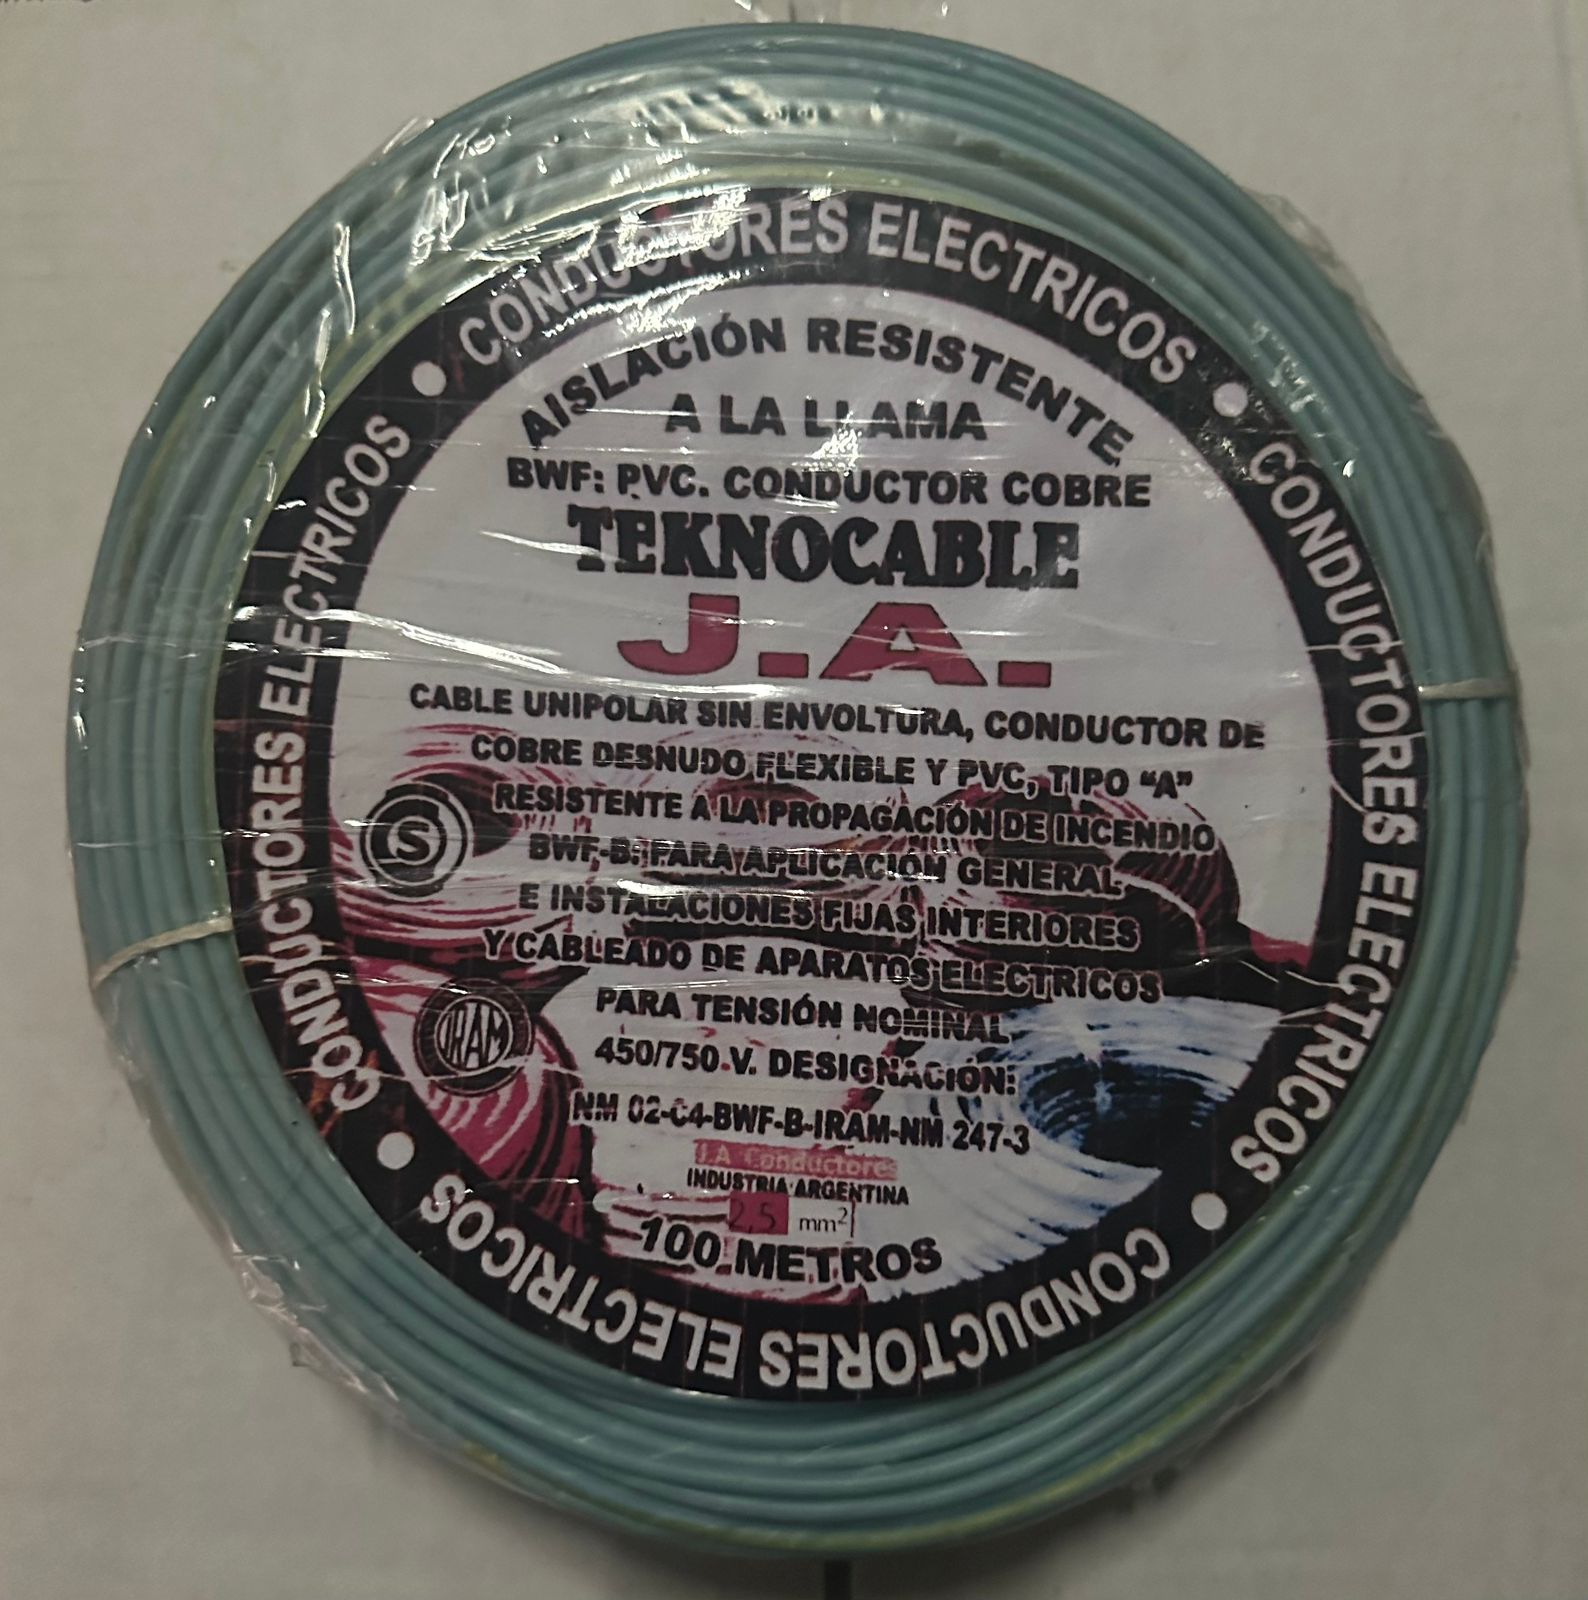 CONDUCTORES ELECTRICOS
CONDUCTORES ELECTRICOS
CONDUCTORES ELECTRICOS
CONDUCTORES ELECTRICOS
AISLACIÓN RESISTENTE
A LA LLAMA
BWF: PVC. CONDUCTOR COBRE
TEKNOCABLE
J.A.
CABLE UNIPOLAR SIN ENVOLTURA, CONDUCTOR DE
COBRE DESNUDO FLEXIBLE Y PVC, TIPO “A”
RESISTENTE A LA PROPAGACIÓN DE INCENDIO
BWF-B: PARA APLICACIÓN GENERAL
E INSTALACIONES FIJAS INTERIORES
Y CABLEADO DE APARATOS ELECTRICOS
PARA TENSIÓN NOMINAL
450/750.V. DESIGNACIÓN:
NM 02-C4-BWF-B-IRAM-NM 247-3
J.A Conductores
INDUSTRIA ARGENTINA
2,5 mm²
100 METROS
S
IRAM